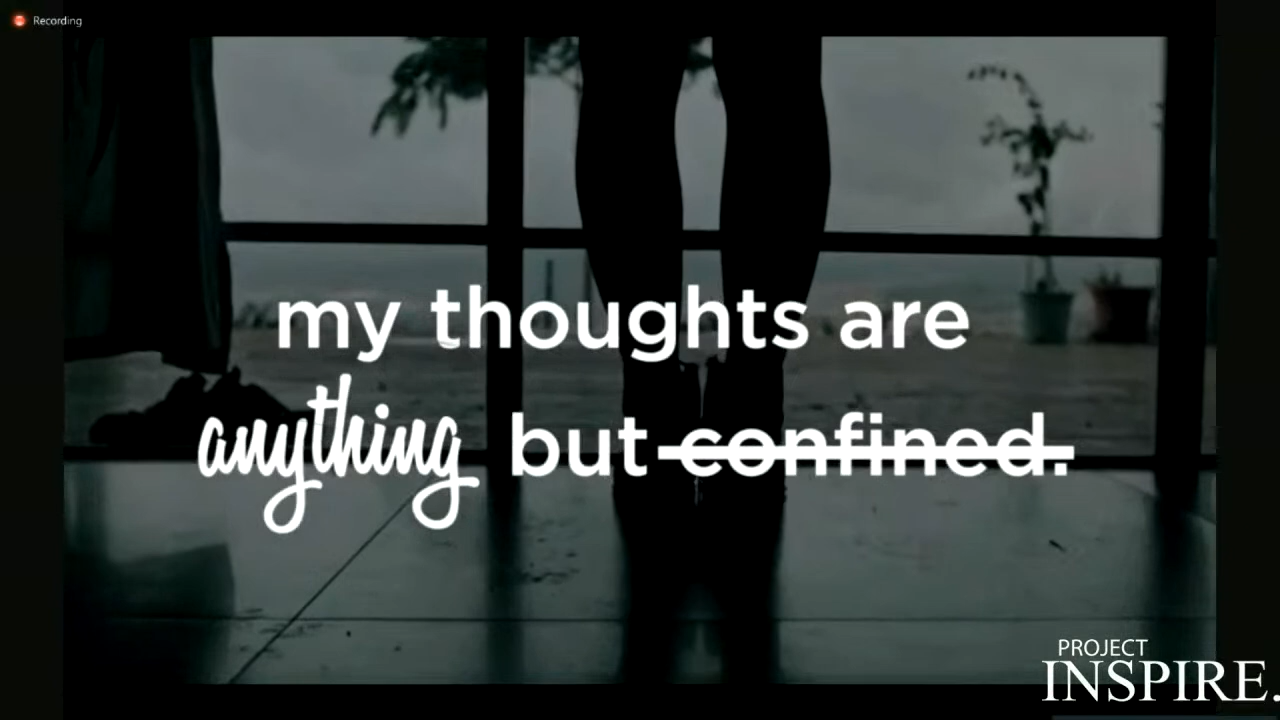 Recording
my thoughts are
anything but confined.
PROJECT
INSPIRE.